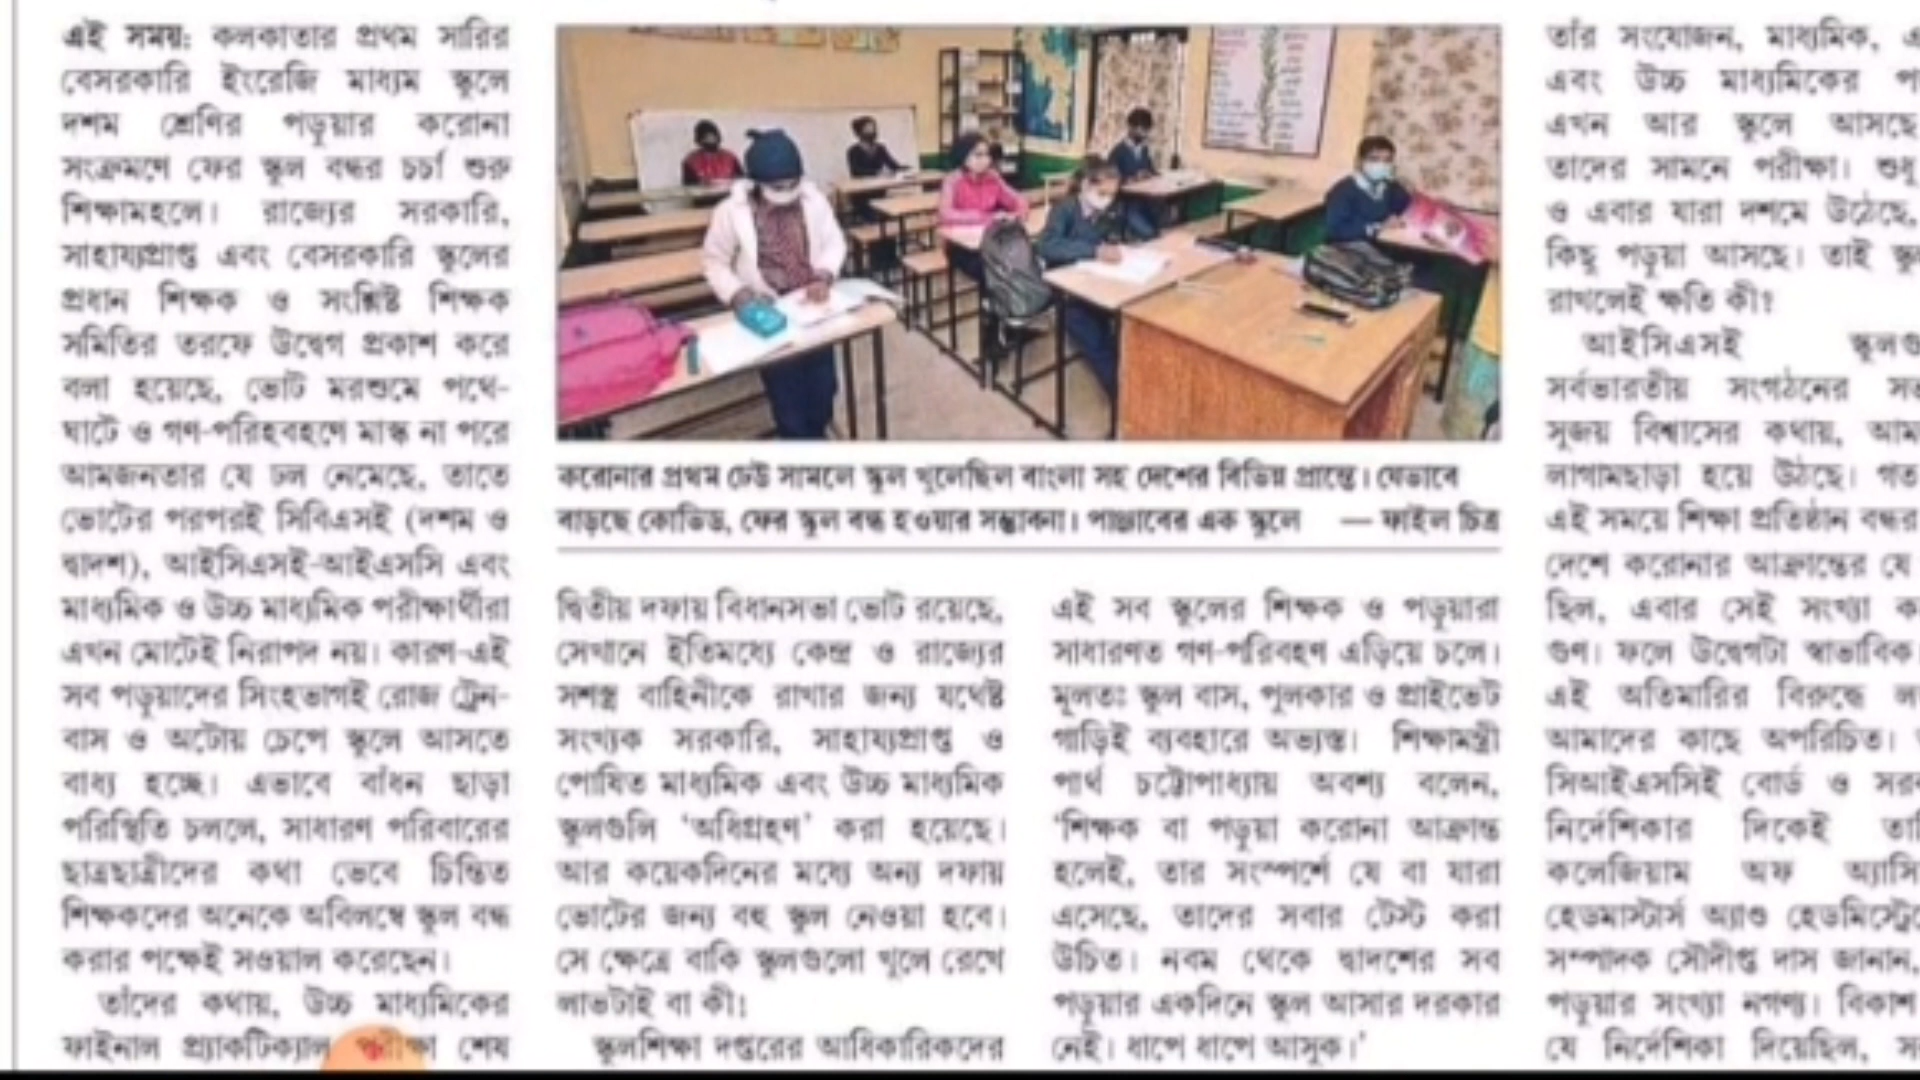 এই সময়: কলকাতার প্রথম সারির
বেসরকারি ইংরেজি মাধ্যম স্কুলে
দশম শ্রেণির পড়ুয়ার করোনা
সংক্রমণে ফের স্কুল বন্ধর চর্চা শুরু
শিক্ষামহলে। রাজ্যের সরকারি,
সাহায্যপ্রাপ্ত এবং বেসরকারি স্কুলের
প্রধান শিক্ষক ও সংশ্লিষ্ট শিক্ষক
সমিতির তরফে উদ্বেগ প্রকাশ করে
বলা হয়েছে, ভোট মরশুমে পথে-
ঘাটে ও গণ-পরিহবহণে মাস্ক না পরে
আমজনতার যে ঢল নেমেছে, তাতে
ভোটের পরপরই সিবিএসই (দশম ও
দ্বাদশ), আইসিএসই-আইএসসি এবং
মাধ্যমিক ও উচ্চ মাধ্যমিক পরীক্ষার্থীরা
এখন মোটেই নিরাপদ নয়। কারণ-এই
সব পড়ুয়াদের সিংহভাগই রোজ ট্রেন-
বাস ও অটোয় চেপে স্কুলে আসতে
বাধ্য হচ্ছে। এভাবে বাঁধন ছাড়া
পরিস্থিতি চললে, সাধারণ পরিবারের
ছাত্রছাত্রীদের কথা ভেবে চিন্তিত
শিক্ষকদের অনেকে অবিলম্বে স্কুল বন্ধ
করার পক্ষেই সওয়াল করেছেন।
তাঁদের কথায়, উচ্চ মাধ্যমিকের
ফাইনাল প্র্যাকটিক্যাল পরীক্ষা শেষ
করোনার প্রথম ঢেউ সামলে স্কুল খুলেছিল বাংলা সহ দেশের বিভিন্ন প্রান্তে। যেভাবে
বাড়ছে কোভিড, ফের স্কুল বন্ধ হওয়ার সম্ভাবনা। পাঞ্জাবের এক স্কুলে — ফাইল চিত্র
দ্বিতীয় দফায় বিধানসভা ভোট রয়েছে,
সেখানে ইতিমধ্যে কেন্দ্র ও রাজ্যের
সশস্ত্র বাহিনীকে রাখার জন্য যথেষ্ট
সংখ্যক সরকারি, সাহায্যপ্রাপ্ত ও
পোষিত মাধ্যমিক এবং উচ্চ মাধ্যমিক
স্কুলগুলি ‘অধিগ্রহণ’ করা হয়েছে।
আর কয়েকদিনের মধ্যে অন্য দফায়
ভোটের জন্য বহু স্কুল নেওয়া হবে।
সে ক্ষেত্রে বাকি স্কুলগুলো খুলে রেখে
লাভটাই বা কী!
স্কুলশিক্ষা দপ্তরের আধিকারিকদের
এই সব স্কুলের শিক্ষক ও পড়ুয়ারা
সাধারণত গণ-পরিবহণ এড়িয়ে চলে।
মূলতঃ স্কুল বাস, পুলকার ও প্রাইভেট
গাড়িই ব্যবহারে অভ্যস্ত। শিক্ষামন্ত্রী
পার্থ চট্টোপাধ্যায় অবশ্য বলেন,
‘শিক্ষক বা পড়ুয়া করোনা আক্রান্ত
হলেই, তার সংস্পর্শে যে বা যারা
এসেছে, তাদের সবার টেস্ট করা
উচিত। নবম থেকে দ্বাদশের সব
পড়ুয়ার একদিনে স্কুল আসার দরকার
নেই। ধাপে ধাপে আসুক।’
তাঁর সংযোজন, মাধ্যমিক,
এবং উচ্চ মাধ্যমিকের
এখন আর স্কুলে আসছে
তাদের সামনে পরীক্ষা। শুধু
ও এবার যারা দশমে উঠেছে,
কিছু পড়ুয়া আসছে। তাই
রাখলেই ক্ষতি কী?
আইসিএসই
সর্বভারতীয় সংগঠনের
সুজয় বিশ্বাসের কথায়,
লাগামছাড়া হয়ে উঠছে। গত
এই সময়ে শিক্ষা প্রতিষ্ঠান বন্ধর
দেশে করোনার আক্রান্তের যে
ছিল, এবার সেই সংখ্যা
গুণ। ফলে উদ্বেগটা স্বাভাবিক।
এই অতিমারির বিরুদ্ধে
আমাদের কাছে অপরিচিত।
সিআইএসসিই বোর্ড ও
নির্দেশিকার দিকেই
কলেজিয়াম অফ
হেডমাস্টার্স অ্যাণ্ড
সম্পাদক সৌদীপ্ত দাস জানান,
পড়ুয়ার সংখ্যা নগণ্য। বিকাশ
যে নির্দেশিকা দিয়েছিল,